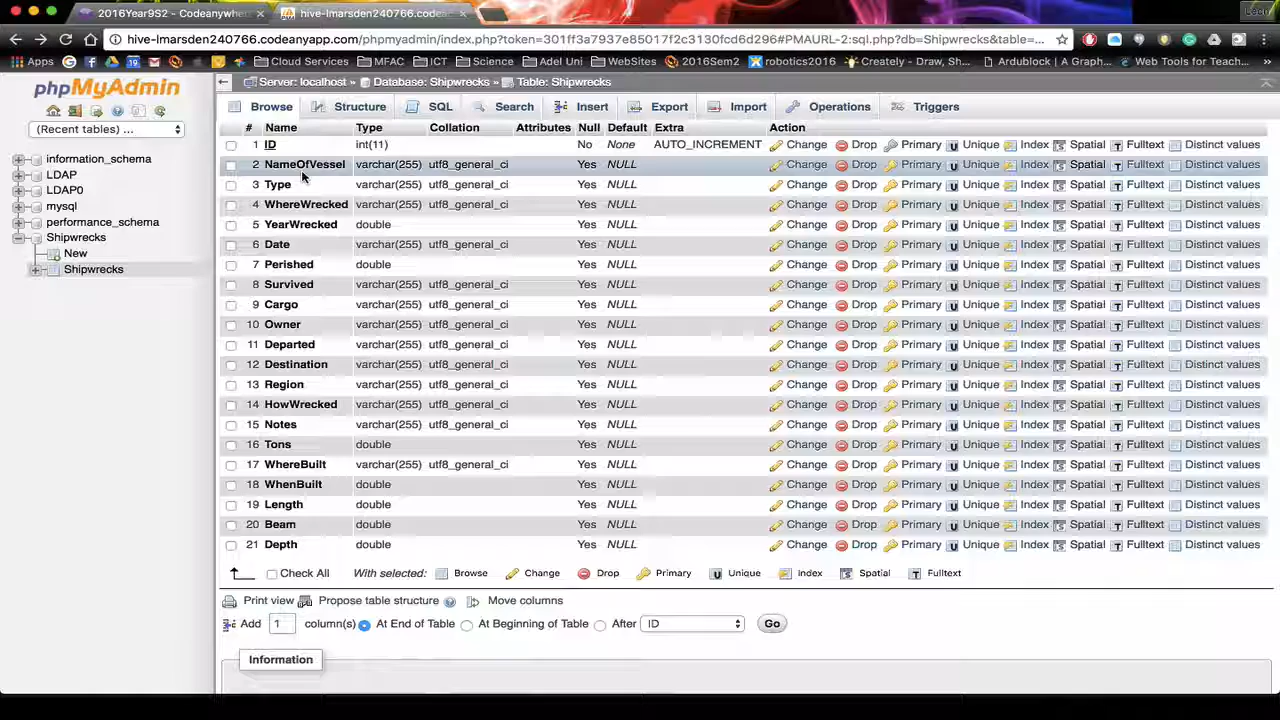 2016Year9S2 - Codeanywhere
hive-lmarsden240766.codea
Leon
hive-lmarsden240766.codeanyapp.com/phpmyadmin/index.php?token=301ff3a7937e85017f2c3130fcd6d296#PMAURL-2:sql.php?db=Shipwrecks&table=...
Apps Cloud Services MFAC ICT Science Adel Uni WebSites 2016Sem2 robotics2016 Creately - Draw, Sh... Ardublock | A Graph... Web Tools for Teach...
phpMyAdmin
(Recent tables) ...
information_schema
LDAP
LDAP0
mysql
performance_schema
Shipwrecks
New
Shipwrecks
Server: localhost » Database: Shipwrecks » Table: Shipwrecks
Browse Structure SQL Search Insert Export Import Operations Triggers
# Name Type Collation Attributes Null Default Extra Action
1 ID int(11) No None AUTO_INCREMENT Change Drop Primary Unique Index Spatial Fulltext Distinct values
2 NameOfVessel varchar(255) utf8_general_ci Yes NULL Change Drop Primary Unique Index Spatial Fulltext Distinct values
3 Type varchar(255) utf8_general_ci Yes NULL Change Drop Primary Unique Index Spatial Fulltext Distinct values
4 WhereWrecked varchar(255) utf8_general_ci Yes NULL Change Drop Primary Unique Index Spatial Fulltext Distinct values
5 YearWrecked double Yes NULL Change Drop Primary Unique Index Spatial Fulltext Distinct values
6 Date varchar(255) utf8_general_ci Yes NULL Change Drop Primary Unique Index Spatial Fulltext Distinct values
7 Perished double Yes NULL Change Drop Primary Unique Index Spatial Fulltext Distinct values
8 Survived varchar(255) utf8_general_ci Yes NULL Change Drop Primary Unique Index Spatial Fulltext Distinct values
9 Cargo varchar(255) utf8_general_ci Yes NULL Change Drop Primary Unique Index Spatial Fulltext Distinct values
10 Owner varchar(255) utf8_general_ci Yes NULL Change Drop Primary Unique Index Spatial Fulltext Distinct values
11 Departed varchar(255) utf8_general_ci Yes NULL Change Drop Primary Unique Index Spatial Fulltext Distinct values
12 Destination varchar(255) utf8_general_ci Yes NULL Change Drop Primary Unique Index Spatial Fulltext Distinct values
13 Region varchar(255) utf8_general_ci Yes NULL Change Drop Primary Unique Index Spatial Fulltext Distinct values
14 HowWrecked varchar(255) utf8_general_ci Yes NULL Change Drop Primary Unique Index Spatial Fulltext Distinct values
15 Notes varchar(255) utf8_general_ci Yes NULL Change Drop Primary Unique Index Spatial Fulltext Distinct values
16 Tons double Yes NULL Change Drop Primary Unique Index Spatial Fulltext Distinct values
17 WhereBuilt varchar(255) utf8_general_ci Yes NULL Change Drop Primary Unique Index Spatial Fulltext Distinct values
18 WhenBuilt double Yes NULL Change Drop Primary Unique Index Spatial Fulltext Distinct values
19 Length double Yes NULL Change Drop Primary Unique Index Spatial Fulltext Distinct values
20 Beam double Yes NULL Change Drop Primary Unique Index Spatial Fulltext Distinct values
21 Depth double Yes NULL Change Drop Primary Unique Index Spatial Fulltext Distinct values
Check All With selected: Browse Change Drop Primary Unique Index Spatial Fulltext
Print view Propose table structure Move columns
Add 1 column(s) At End of Table At Beginning of Table After ID Go
Information